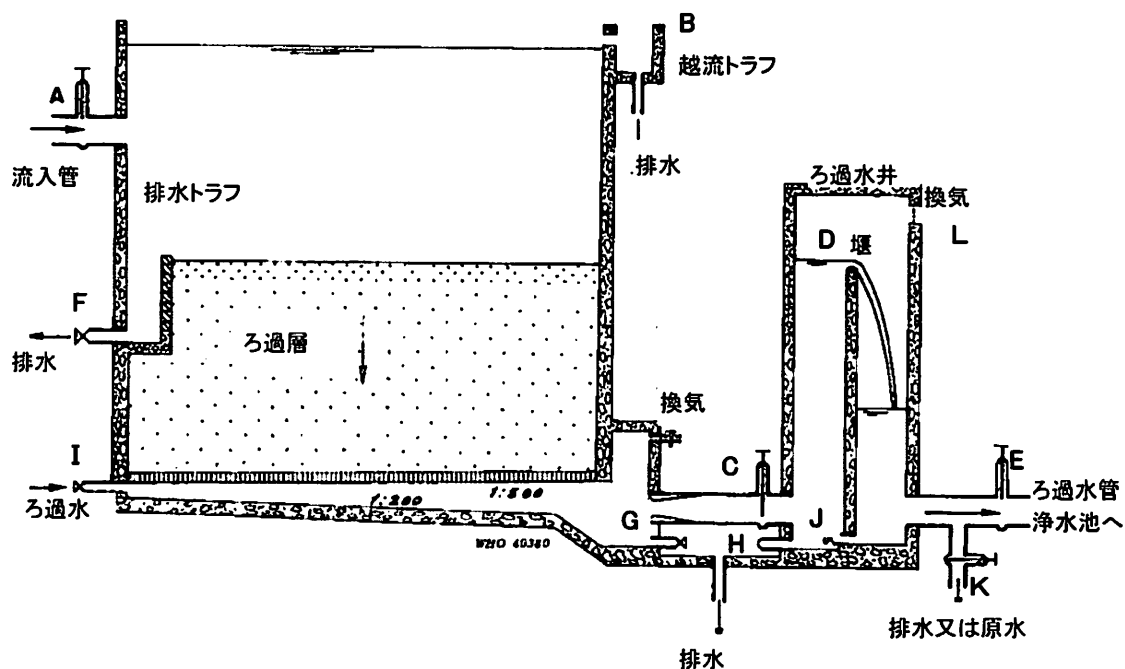 B
越流トラフ
A
流入管
排水
排水トラフ
ろ過水井
換気
D 堰
L
F
排水
ろ過層
換気
I
ろ過水
C
E
ろ過水管
浄水池へ
1:200
1:500
G
H
J
WHO 40380
K
排水又は原水
排水